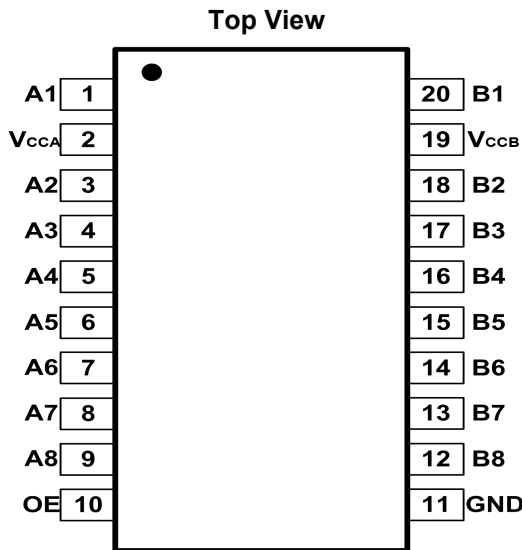 Top View
A1 1 20 B1
VCCA 2 19 VCCB
A2 3 18 B2
A3 4 17 B3
A4 5 16 B4
A5 6 15 B5
A6 7 14 B6
A7 8 13 B7
A8 9 12 B8
OE 10 11 GND